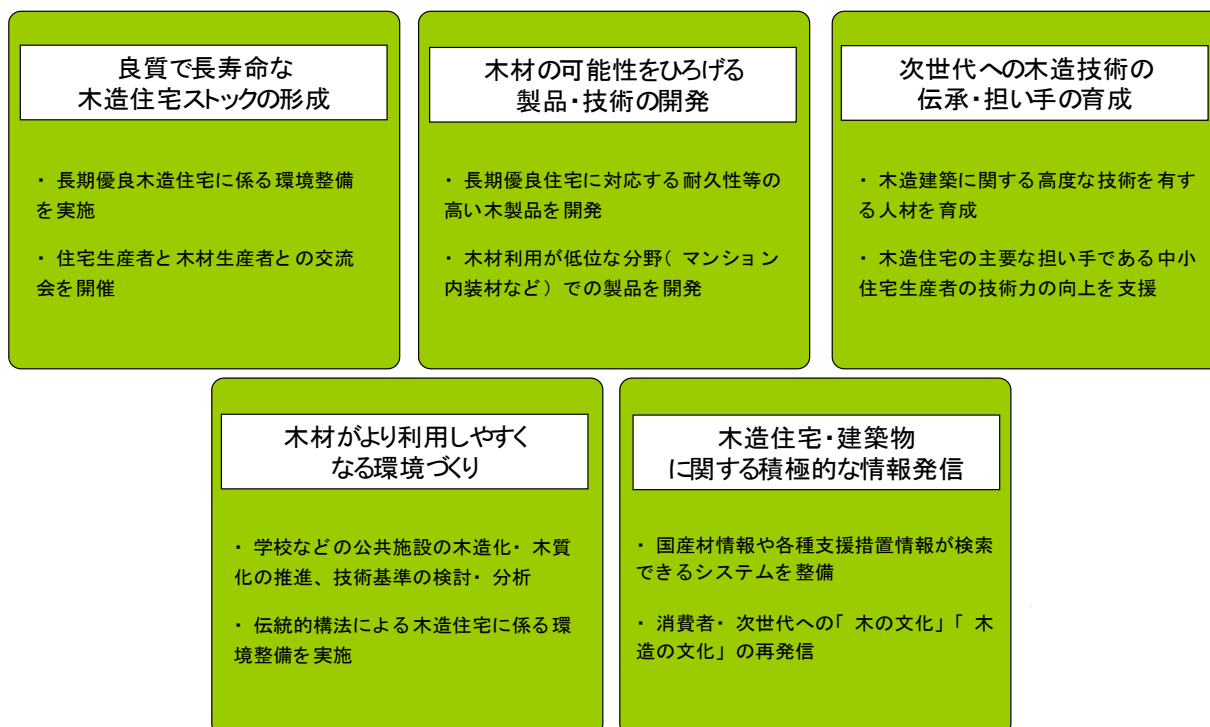 良質で長寿命な
木造住宅ストックの形成
・ 長期優良木造住宅に係る環境整備
を実施
・ 住宅生産者と木材生産者との交流
会を開催
木材の可能性をひろげる
製品・技術の開発
・ 長期優良住宅に対応する耐久性等の
高い木製品を開発
・ 木材利用が低位な分野( マンション
内装材など) での製品を開発
次世代への木造技術の
伝承・担い手の育成
・ 木造建築に関する高度な技術を有す
る人材を育成
・ 木造住宅の主要な担い手である中小
住宅生産者の技術力の向上を支援
木材がより利用しやすく
なる環境づくり
・ 学校などの公共施設の木造化・ 木質
化の推進、技術基準の検討・ 分析
・ 伝統的構法による木造住宅に係る環
境整備を実施
木造住宅・建築物
に関する積極的な情報発信
・ 国産材情報や各種支援措置情報が検索
できるシステムを整備
・ 消費者・ 次世代への「 木の文化」「 木
造の文化」の再発信